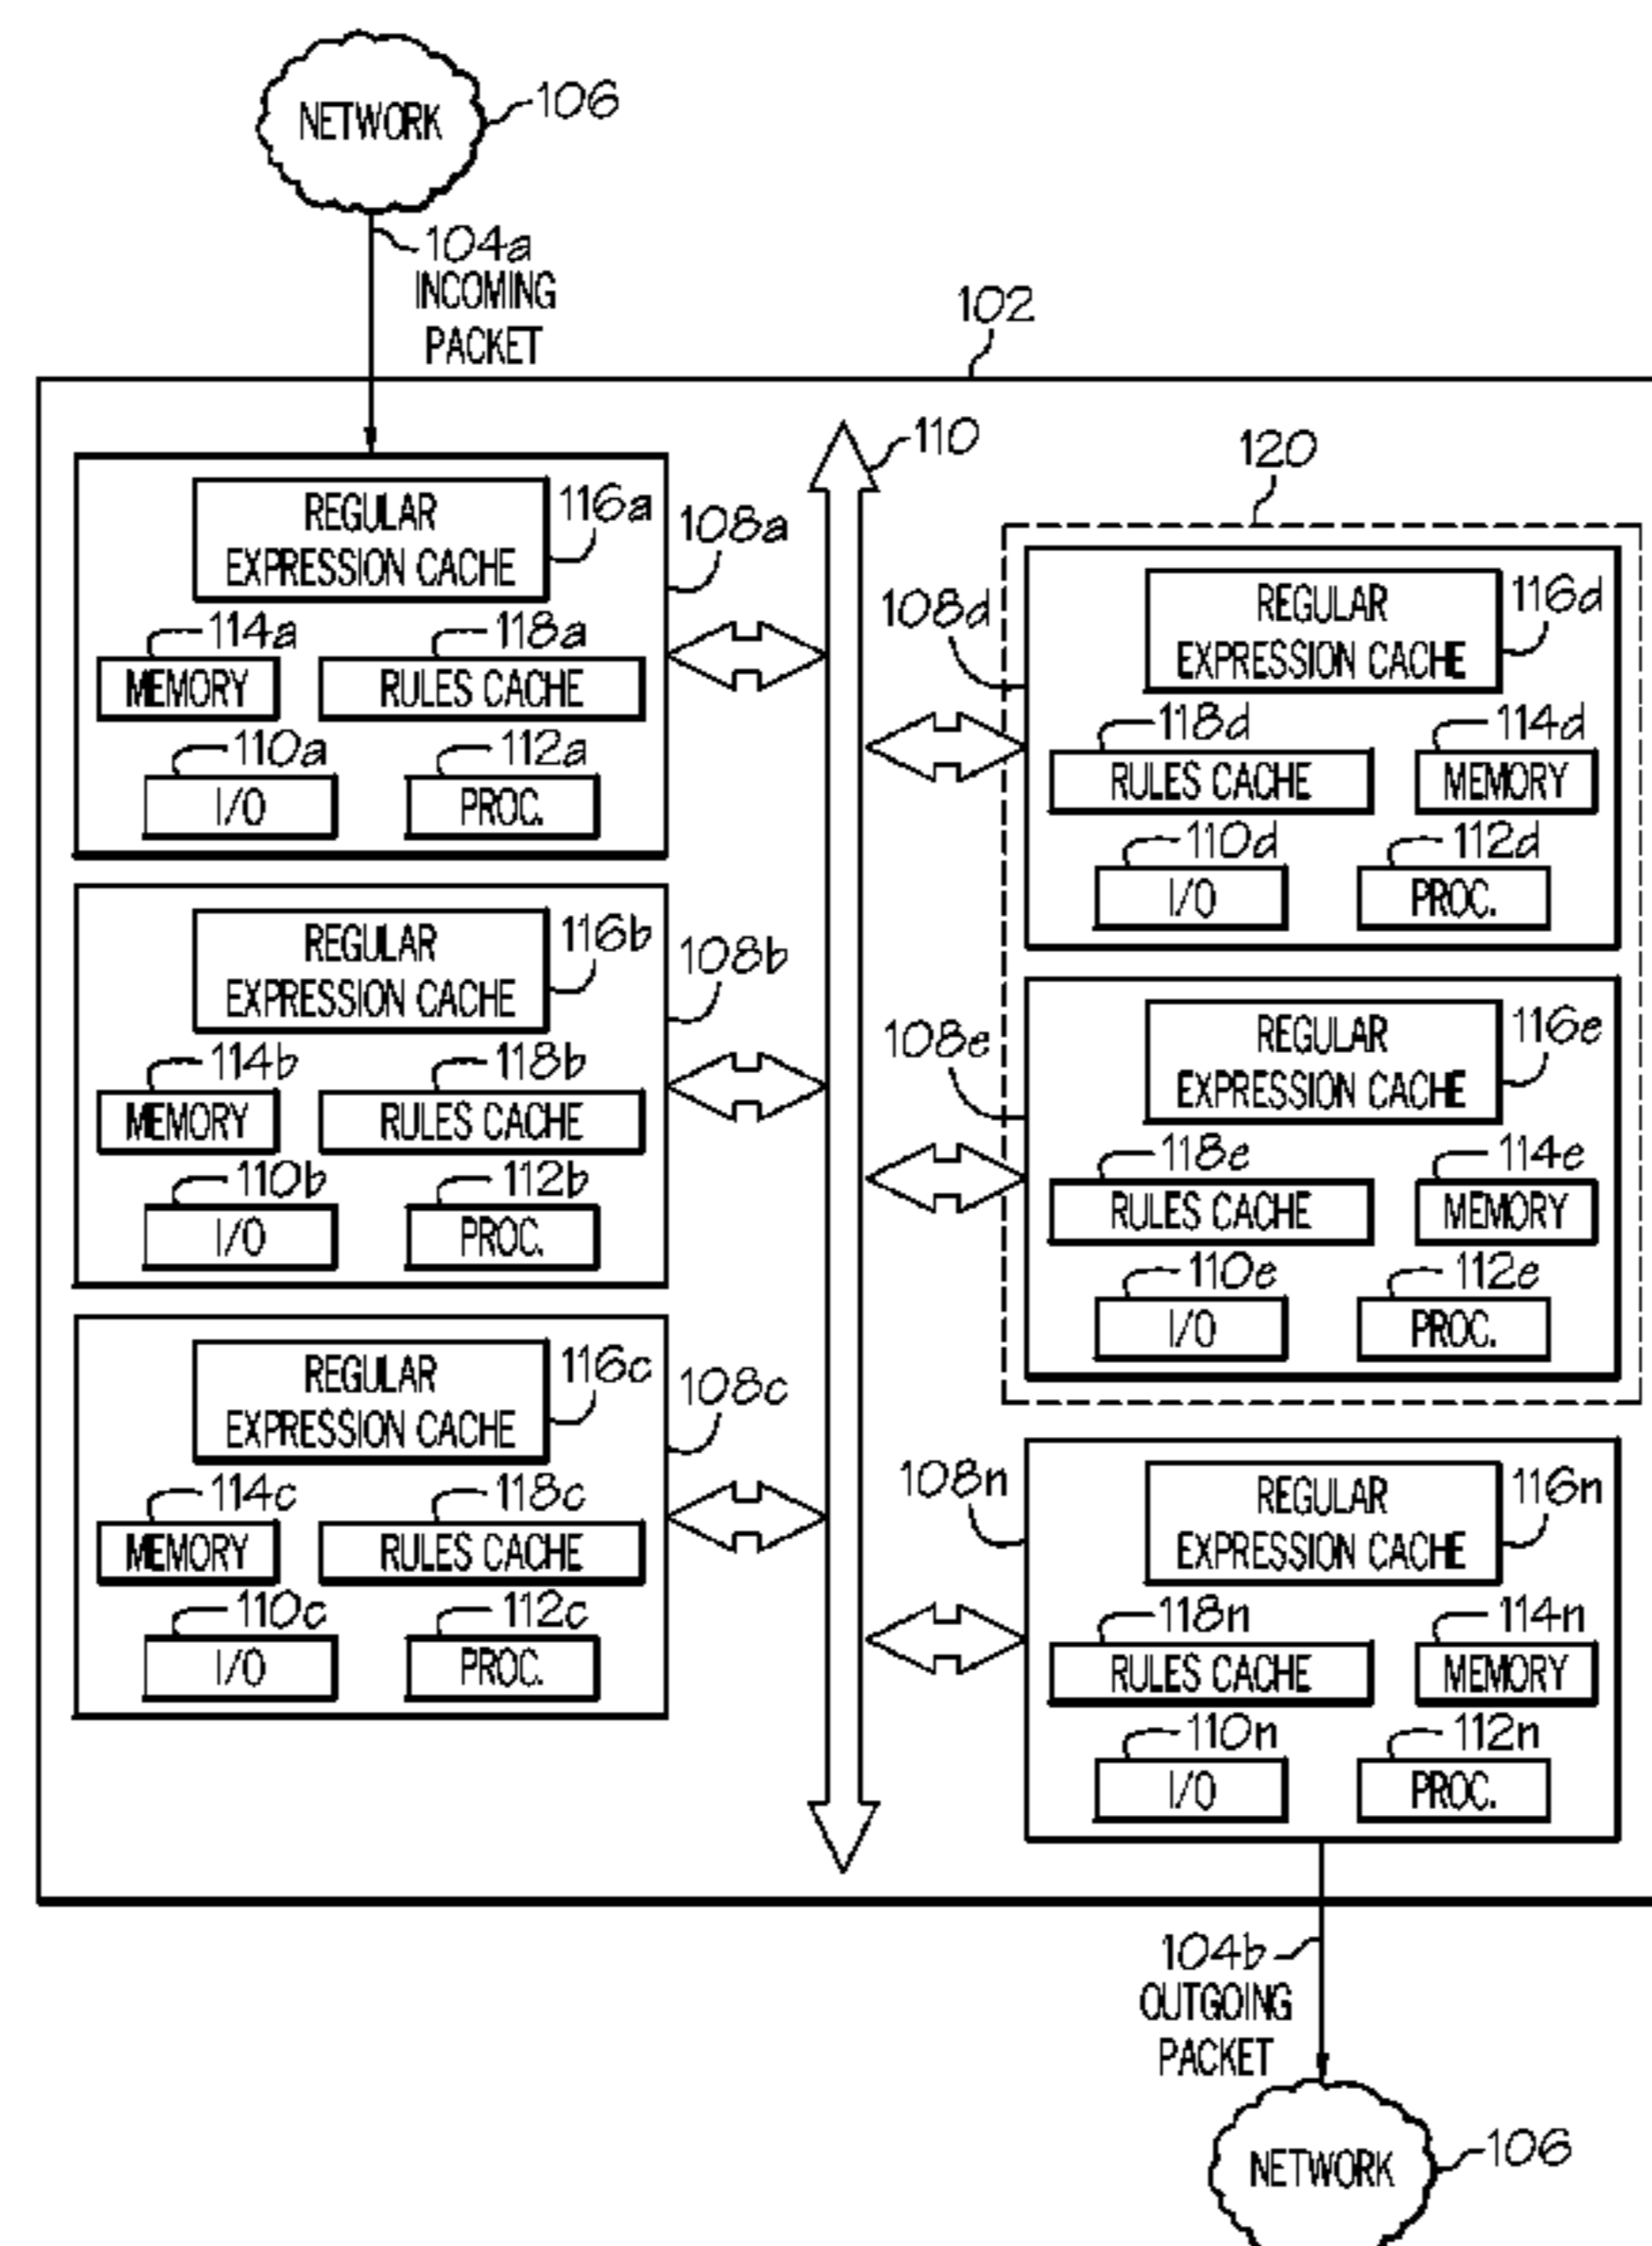 NETWORK
106
104a
INCOMING
PACKET
102
110
120
REGULAR
EXPRESSION CACHE
116a
108a
114a
118a
MEMORY
RULES CACHE
110a
112a
I/O
PROC.
REGULAR
EXPRESSION CACHE
116b
108b
114b
118b
MEMORY
RULES CACHE
110b
112b
I/O
PROC.
REGULAR
EXPRESSION CACHE
116c
108c
114c
118c
MEMORY
RULES CACHE
110c
112c
I/O
PROC.
108d
REGULAR
EXPRESSION CACHE
116d
118d
114d
RULES CACHE
MEMORY
110d
112d
I/O
PROC.
108e
REGULAR
EXPRESSION CACHE
116e
118e
114e
RULES CACHE
MEMORY
110e
112e
I/O
PROC.
108n
REGULAR
EXPRESSION CACHE
116n
118n
114n
RULES CACHE
MEMORY
110n
112n
I/O
PROC.
104b
OUTGOING
PACKET
NETWORK
106